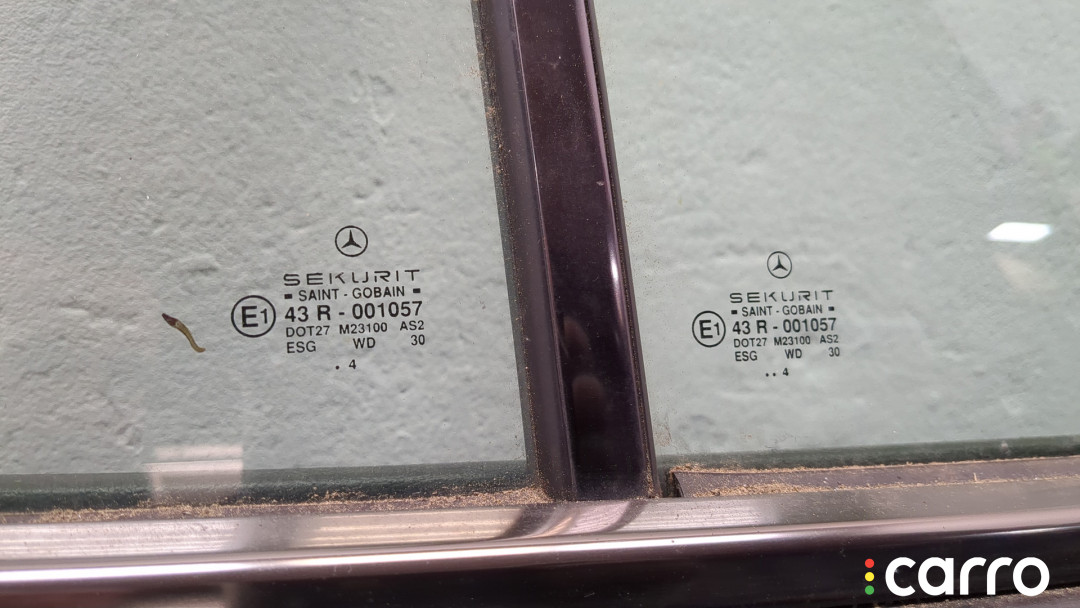 SEKURIT
SAINT - GOBAIN
E1 43 R - 001057
DOT27 M23100 AS2
ESG WD 30
. 4
SEKURIT
SAINT - GOBAIN
E1 43 R - 001057
DOT27 M23100 AS2
ESG WD 30
.. 4
carro